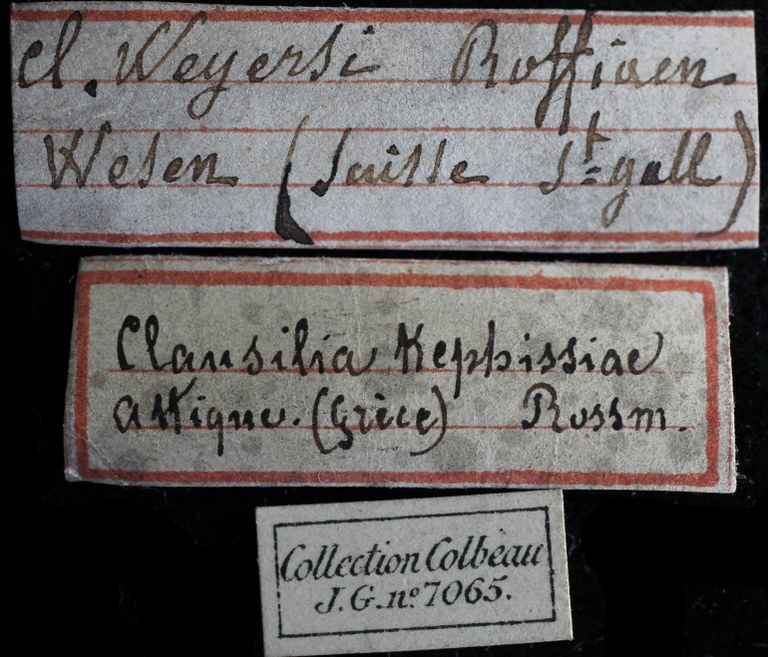 Cl. Weyersi Roffiaen
Wesen (Suisse St=gall)
Clausilia Kephissiae
attique. (Grèce) Rossm.
Collection Colbeau
J.G. nº 7065.